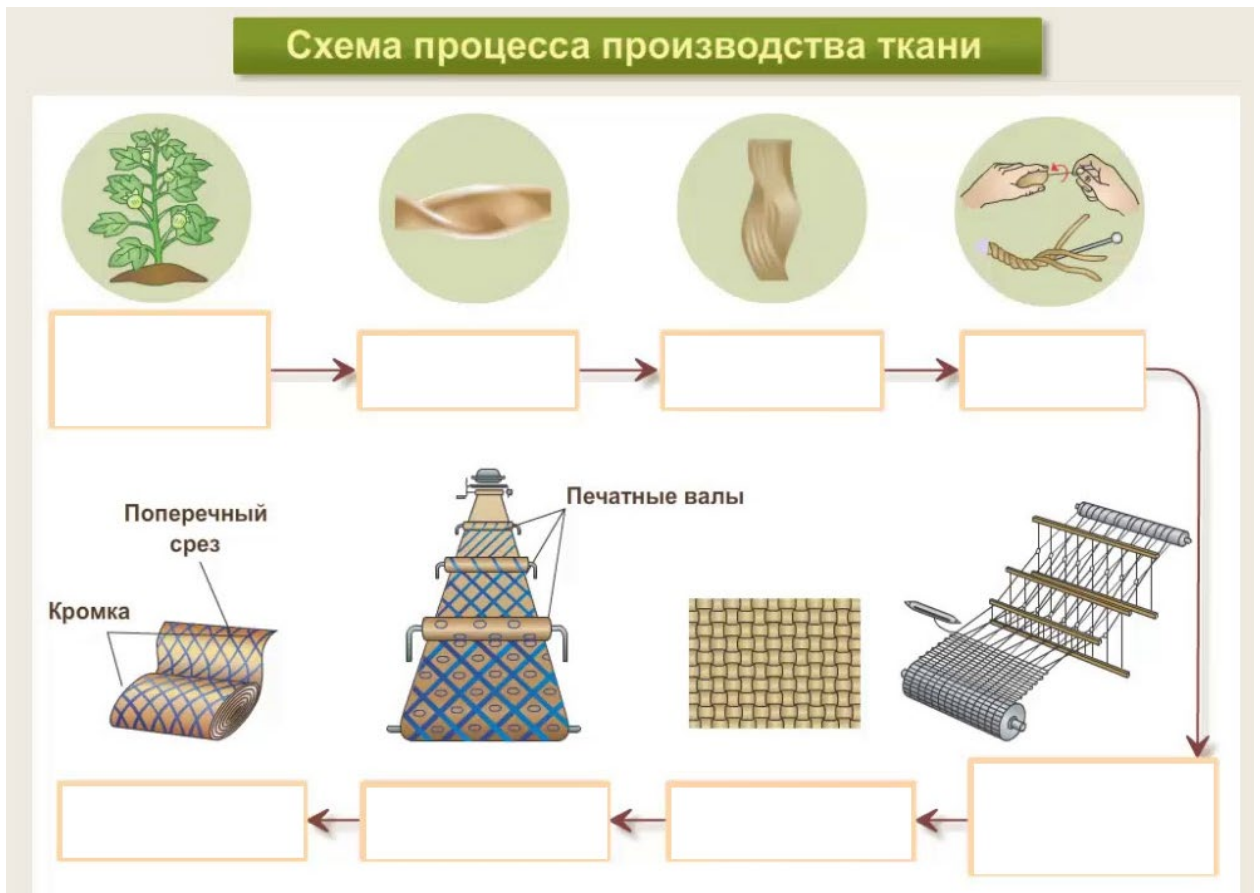 Схема процесса производства ткани
Поперечный
срез
Кромка
Печатные валы